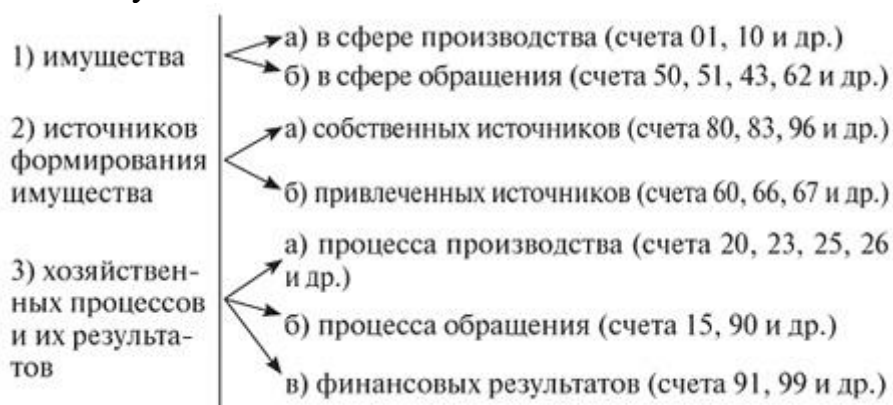 1) имущества
а) в сфере производства (счета 01, 10 и др.)
б) в сфере обращения (счета 50, 51, 43, 62 и др.)
2) источников
формирования
имущества
а) собственных источников (счета 80, 83, 96 и др.)
б) привлеченных источников (счета 60, 66, 67 и др.)
3) хозяйствен-
ных процессов
и их результа-
тов
а) процесса производства (счета 20, 23, 25, 26
и др.)
б) процесса обращения (счета 15, 90 и др.)
в) финансовых результатов (счета 91, 99 и др.)